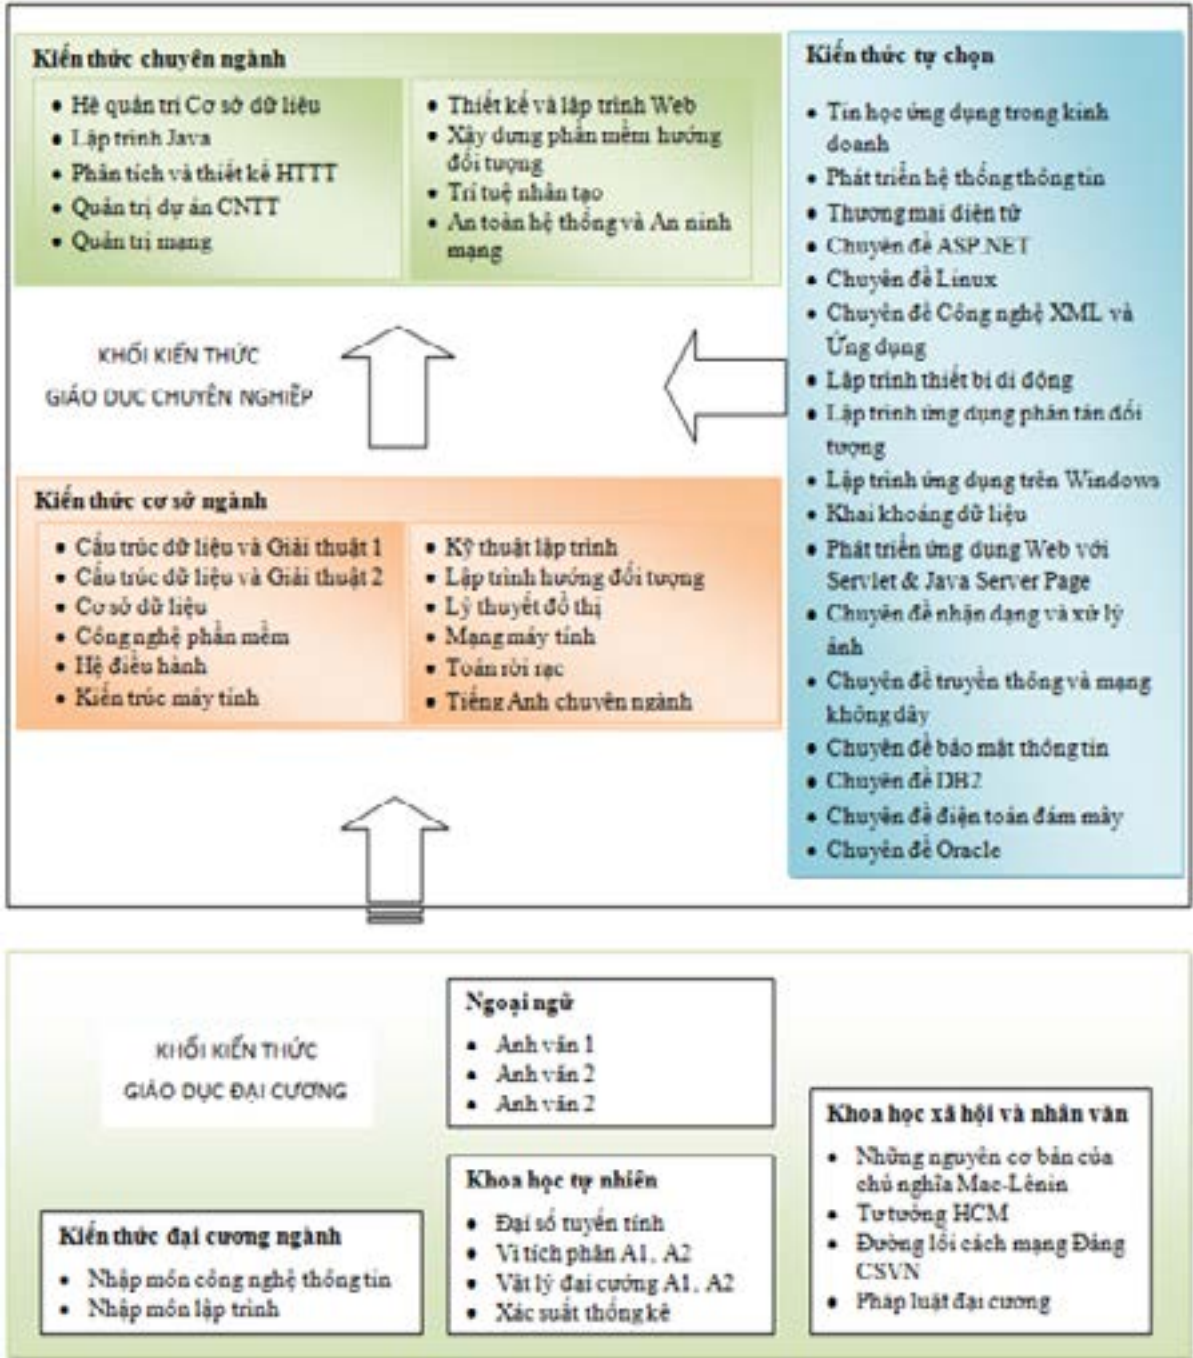 Kiến thức chuyên ngành
• Hệ quản trị Cơ sở dữ liệu
• Lập trình Java
• Phân tích và thiết kế HTTT
• Quản trị dự án CNTT
• Quản trị mạng
• Thiết kế và lập trình Web
• Xây dựng phần mềm hướng
đối tượng
• Trí tuệ nhân tạo
• An toàn hệ thống và An ninh
mạng
KHỐI KIẾN THỨC
GIÁO DỤC CHUYÊN NGHIỆP
Kiến thức cơ sở ngành
• Cấu trúc dữ liệu và Giải thuật 1
• Cấu trúc dữ liệu và Giải thuật 2
• Cơ sở dữ liệu
• Công nghệ phần mềm
• Hệ điều hành
• Kiến trúc máy tính
• Kỹ thuật lập trình
• Lập trình hướng đối tượng
• Lý thuyết đồ thị
• Mạng máy tính
• Toán rời rạc
• Tiếng Anh chuyên ngành
Kiến thức tự chọn
• Tin học ứng dụng trong kinh
doanh
• Phát triển hệ thống thông tin
• Thương mại điện tử
• Chuyên đề ASP.NET
• Chuyên đề Linux
• Chuyên đề Công nghệ XML và
Ứng dụng
• Lập trình thiết bị di động
• Lập trình ứng dụng phân tán đối
tượng
• Lập trình ứng dụng trên Windows
• Khai khoáng dữ liệu
• Phát triển ứng dụng Web với
Servlet & Java Server Page
• Chuyên đề nhận dạng và xử lý
ảnh
• Chuyên đề truyền thông và mạng
không dây
• Chuyên đề bảo mật thông tin
• Chuyên đề DB2
• Chuyên đề điện toán đám mây
• Chuyên đề Oracle
KHỐI KIẾN THỨC
GIÁO DỤC ĐẠI CƯƠNG
Ngoại ngữ
• Anh văn 1
• Anh văn 2
• Anh văn 2
Kiến thức đại cương ngành
• Nhập môn công nghệ thông tin
• Nhập môn lập trình
Khoa học tự nhiên
• Đại số tuyến tính
• Vi tích phân A1, A2
• Vật lý đại cương A1, A2
• Xác suất thống kê
Khoa học xã hội và nhân văn
• Những nguyên cơ bản của
chủ nghĩa Mac-Lênin
• Tư tưởng HCM
• Đường lối cách mạng Đảng
CSVN
• Pháp luật đại cương